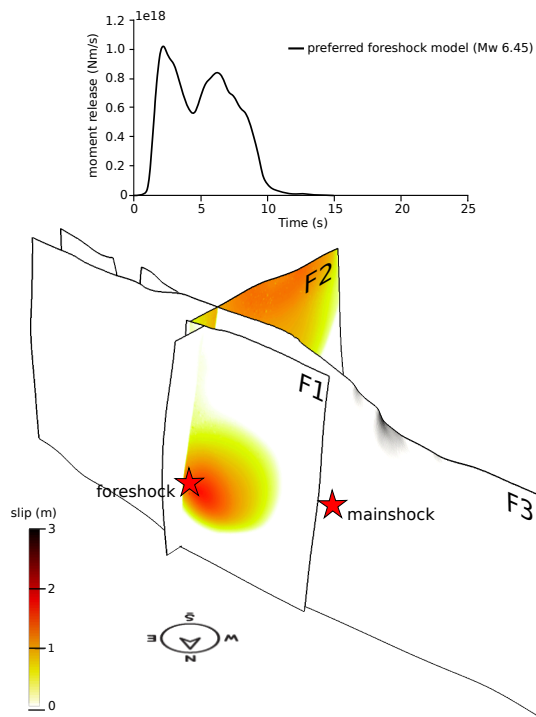 1e18
1.2
1.0
0.8
0.6
0.4
0.2
0
moment release (Nm/s)
preferred foreshock model (Mw 6.45)
0 5 10 15 20 25
Time (s)
F2
F1
foreshock
mainshock
F3
slip (m)
3
2
1
0
S
E W
N